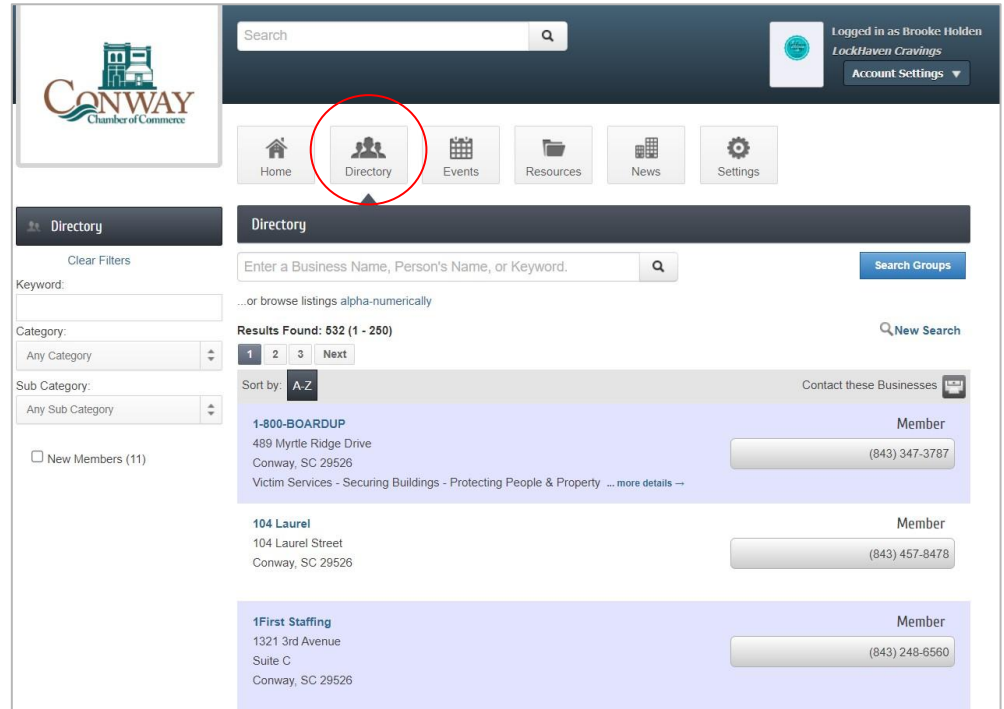 CONWAY
Chamber of Commerce
Search
Logged in as Brooke Holden
LockHaven Cravings
Account Settings
Home
Directory
Events
Resources
News
Settings
Directory
Clear Filters
Keyword:
Category:
Any Category
Sub Category:
Any Sub Category
New Members (11)
Directory
Enter a Business Name, Person's Name, or Keyword.
Search Groups
...or browse listings alpha-numerically
Results Found: 532 (1 - 250)
New Search
1 2 3 Next
Sort by: A-Z
Contact these Businesses
1-800-BOARDUP
Member
489 Myrtle Ridge Drive
(843) 347-3787
Conway, SC 29526
Victim Services - Securing Buildings - Protecting People & Property ... more details →
104 Laurel
Member
104 Laurel Street
(843) 457-8478
Conway, SC 29526
1First Staffing
Member
1321 3rd Avenue
(843) 248-6560
Suite C
Conway, SC 29526